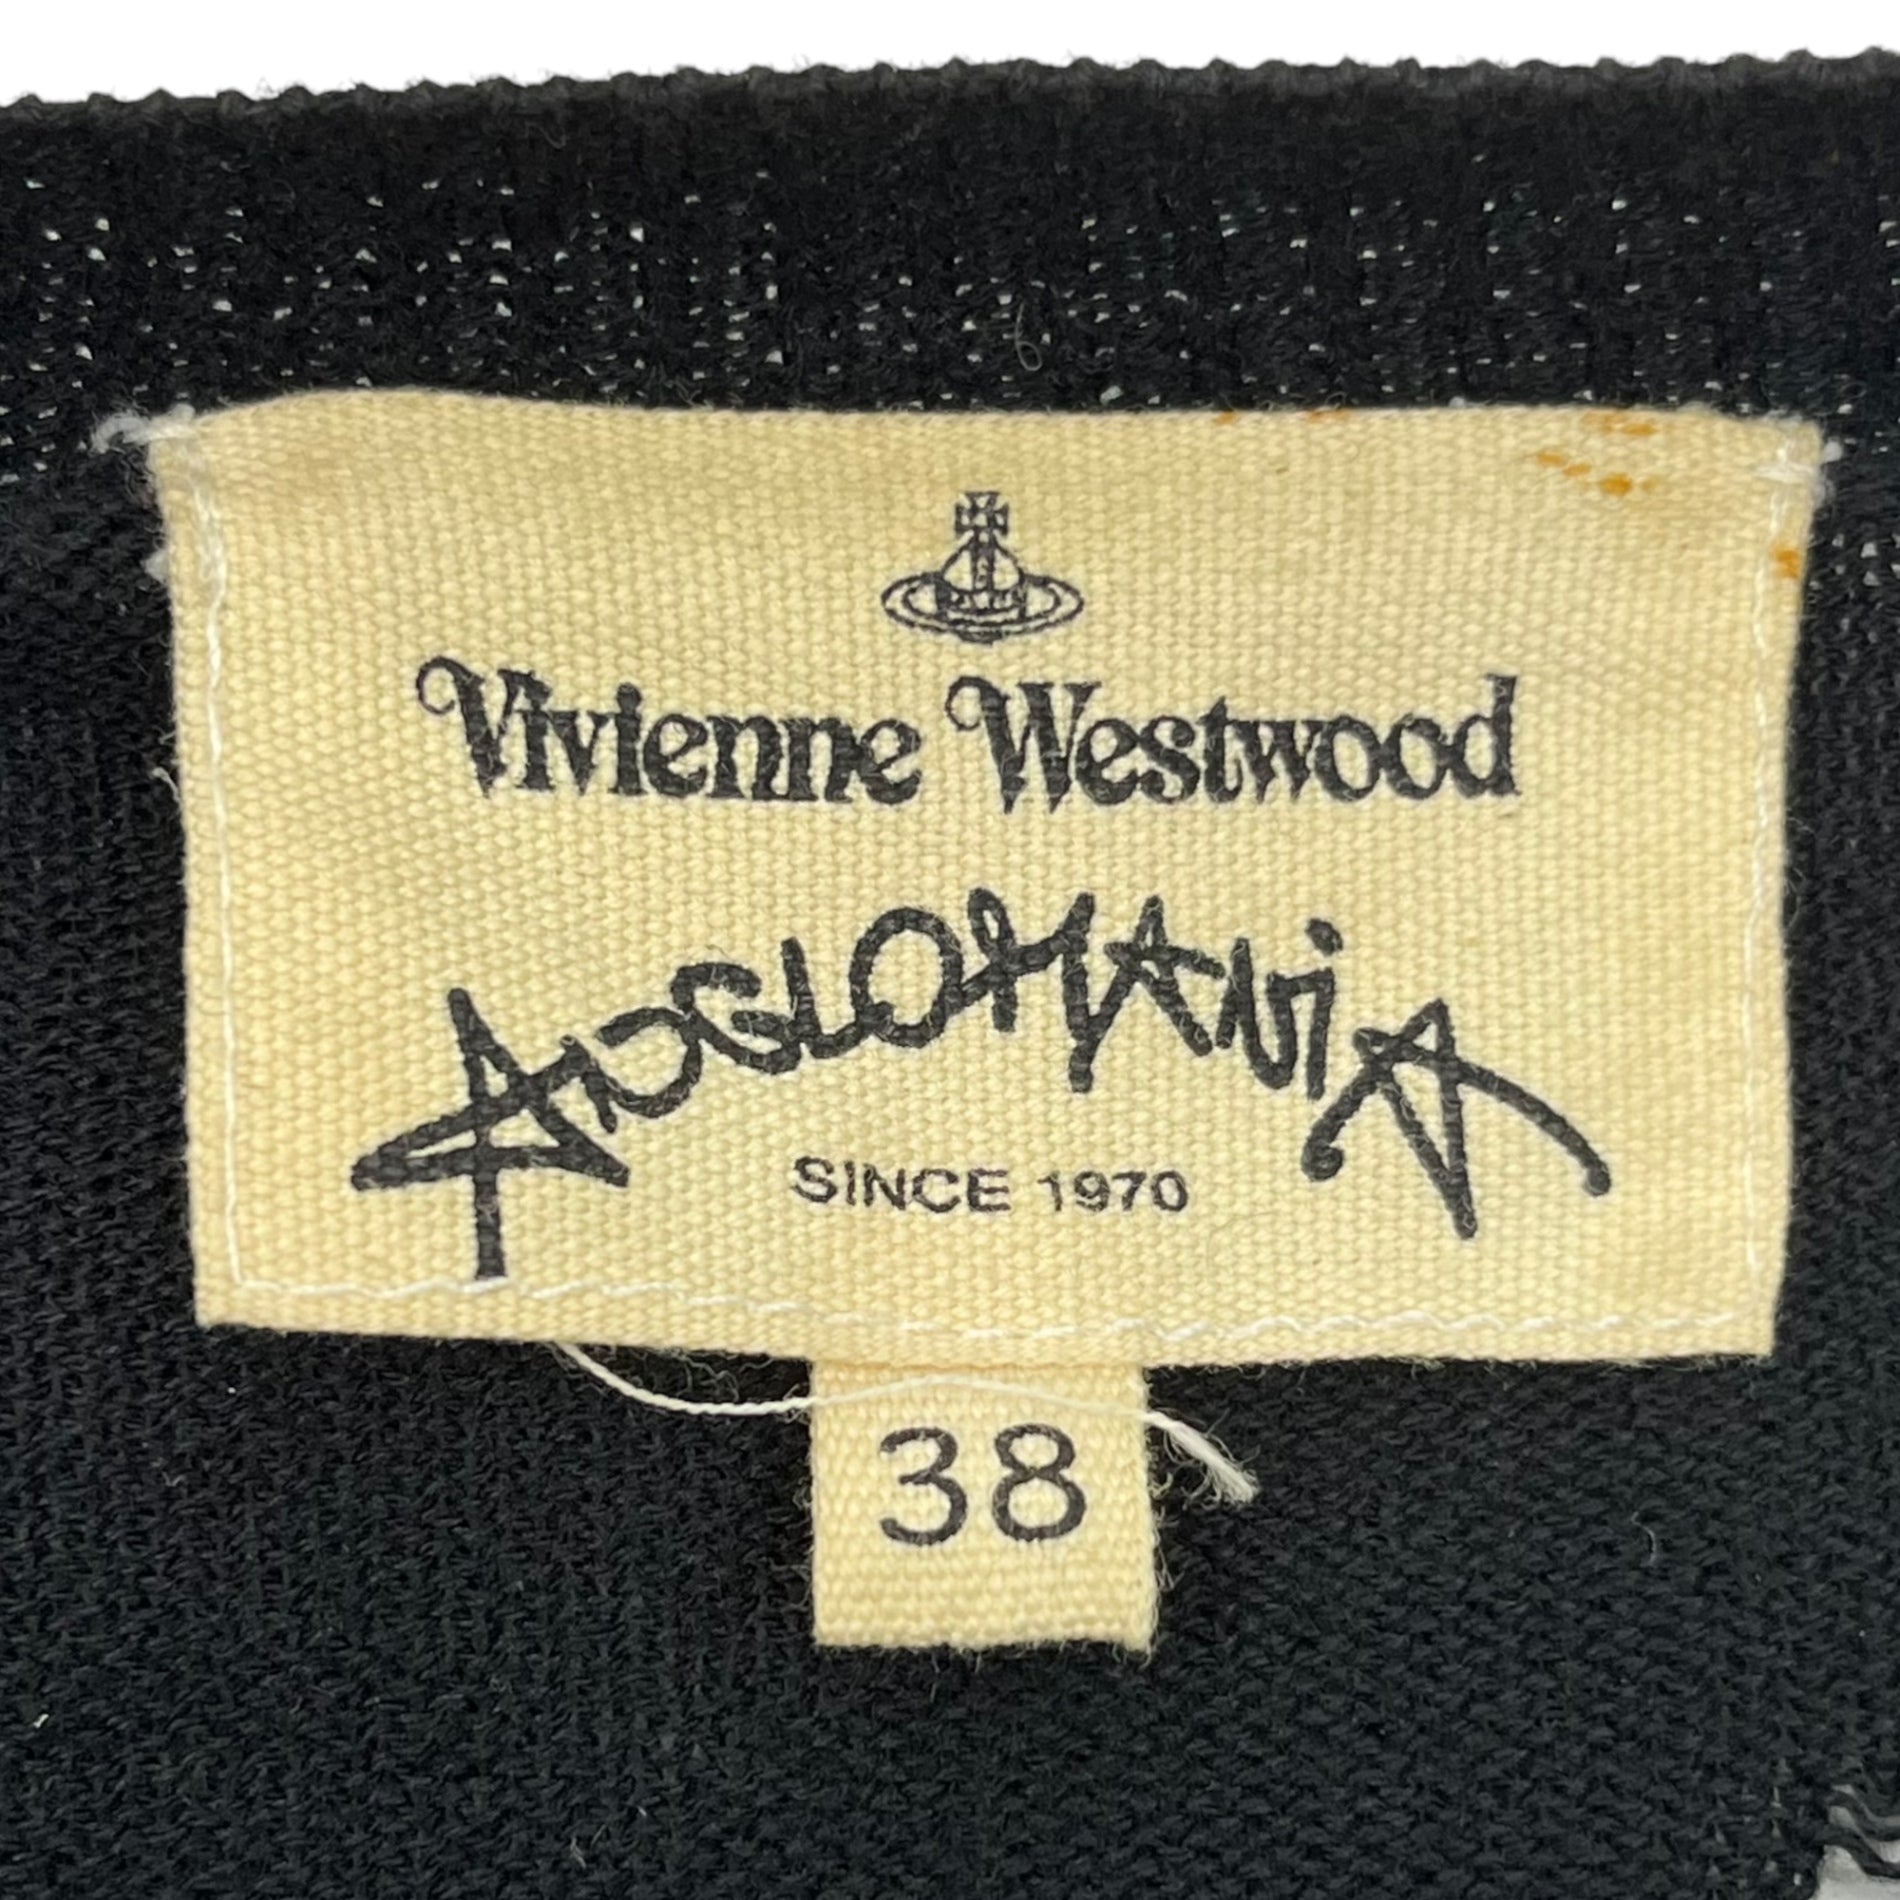 Vivienne Westwood
ANGLOMANiA
SINCE 1970
38